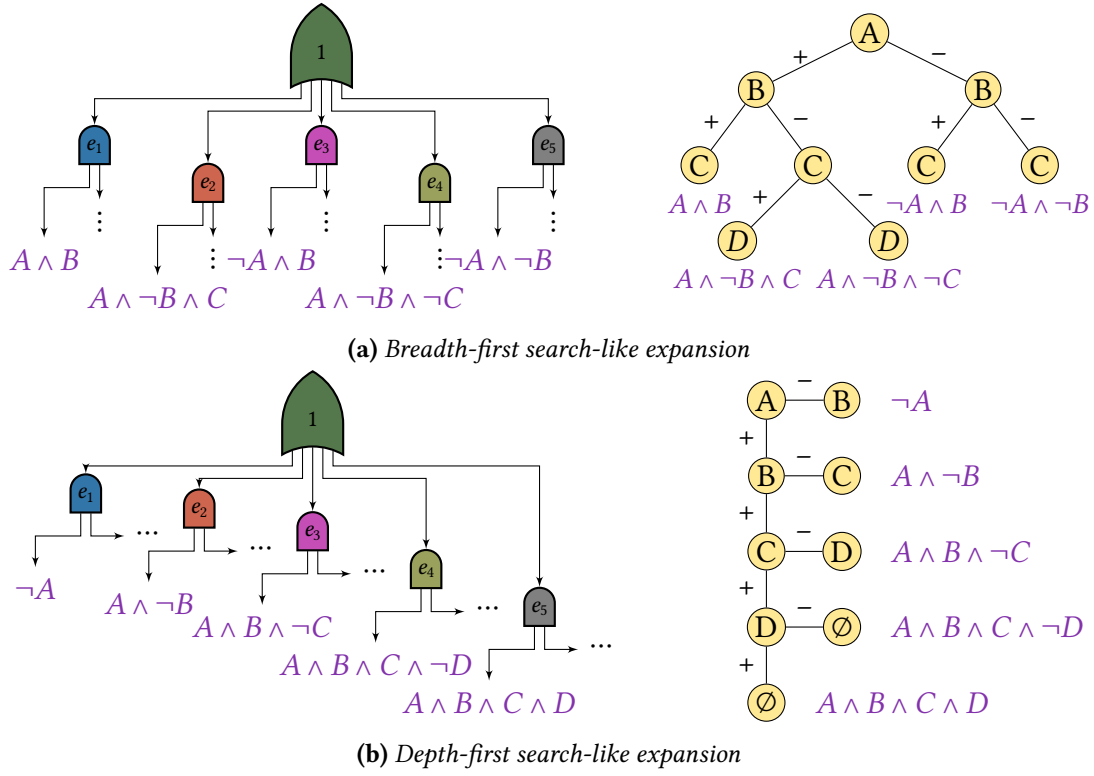 1
A
+ −
B B
e₁ e₃ e₅
+ − + −
e₂ e₄
C C C C
A ∧ B ¬A ∧ B ¬A ∧ ¬B
+ −
⋮ ⋮ ⋮
D D
A ∧ B ⋮ ¬A ∧ B ⋮ ¬A ∧ ¬B
A ∧ ¬B ∧ C A ∧ ¬B ∧ ¬C
A ∧ ¬B ∧ C A ∧ ¬B ∧ ¬C
(a) Breadth-first search-like expansion
1
A − B ¬A
+
e₁
B − C A ∧ ¬B
e₂
+
e₃
... ...
C − D A ∧ B ∧ ¬C
e₄
...
¬A
+
A ∧ ¬B
e₅
...
A ∧ B ∧ ¬C
D − ∅ A ∧ B ∧ C ∧ ¬D
...
A ∧ B ∧ C ∧ ¬D
+
A ∧ B ∧ C ∧ D
∅ A ∧ B ∧ C ∧ D
(b) Depth-first search-like expansion